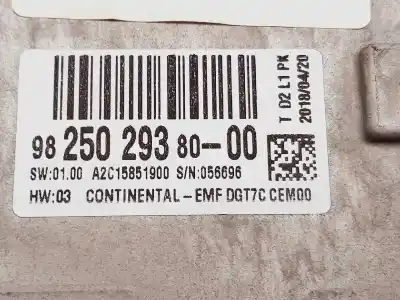 98 250 293 80-00
SW:01.00 A2C15851900 S/N:056696
HW:03 CONTINENTAL-EMF DGT7C CEM00
T D2 L1 PK
2018/04/20